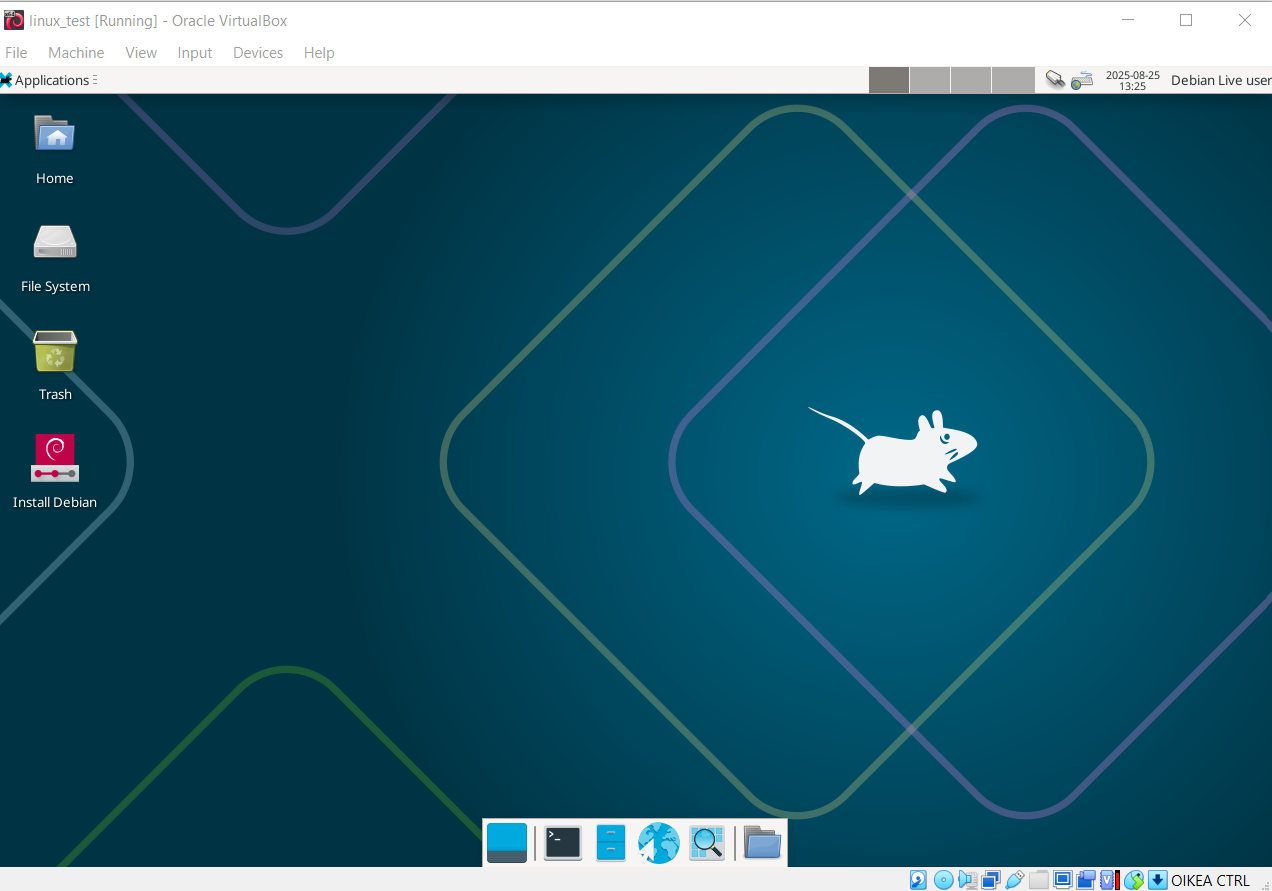 linux_test [Running] - Oracle VirtualBox
File Machine View Input Devices Help
Applications
2025-08-25
13:25
Debian Live user
Home
File System
Trash
Install Debian
>_
V
OIKEA CTRL